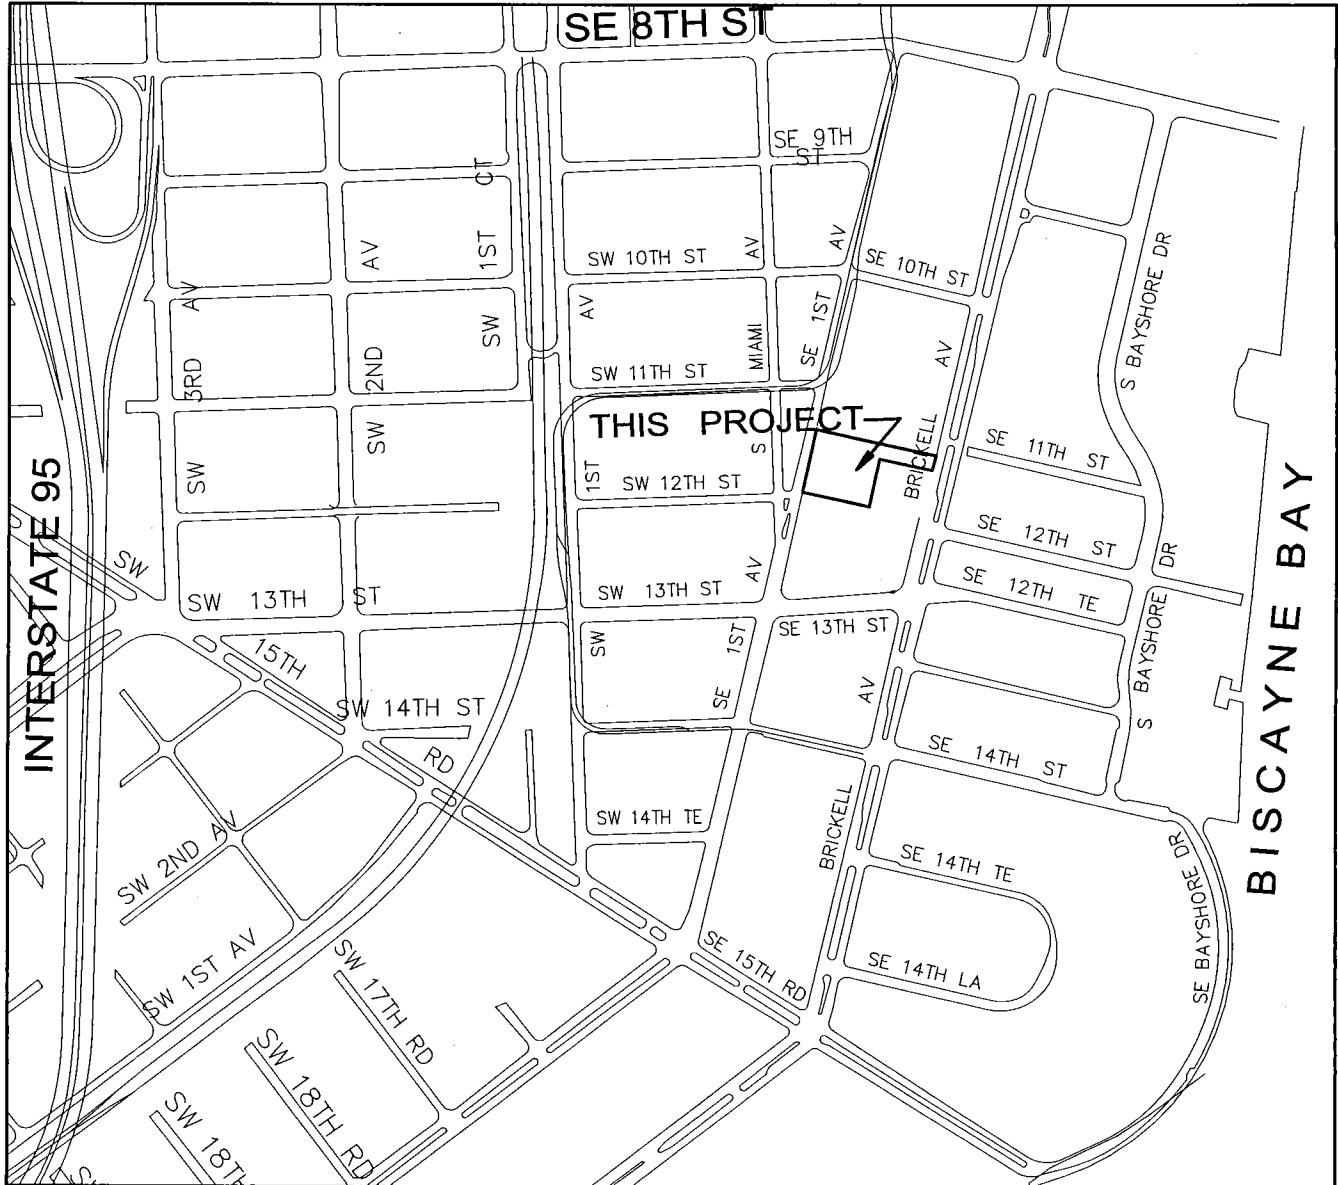 SE 8TH ST
SE 9TH
ST
CT
1ST
SW
AV
2ND
SW
AV
3RD
SW
SW 10TH ST
AV
MIAMI
S
AV
1ST
SE
SE 10TH ST
AV
BRICKELL
S BAYSHORE DR
AV
1ST
SW
SW 11TH ST
THIS PROJECT
SW 12TH ST
SE 11TH ST
SE 12TH ST
SE 12TH TE
INTERSTATE 95
SW
15TH
RD
SW 13TH ST
SW 13TH ST
AV
1ST
SE
SE 13TH ST
S BAYSHORE DR
BISCAYNE BAY
SW 14TH ST
AV
BRICKELL
SE 14TH ST
SW 14TH TE
SE 14TH TE
SE 14TH LA
SE BAYSHORE DR
SW 2ND AV
SW 1ST AV
SW 17TH RD
SE 15TH RD
SW 18TH RD
SW 18TH